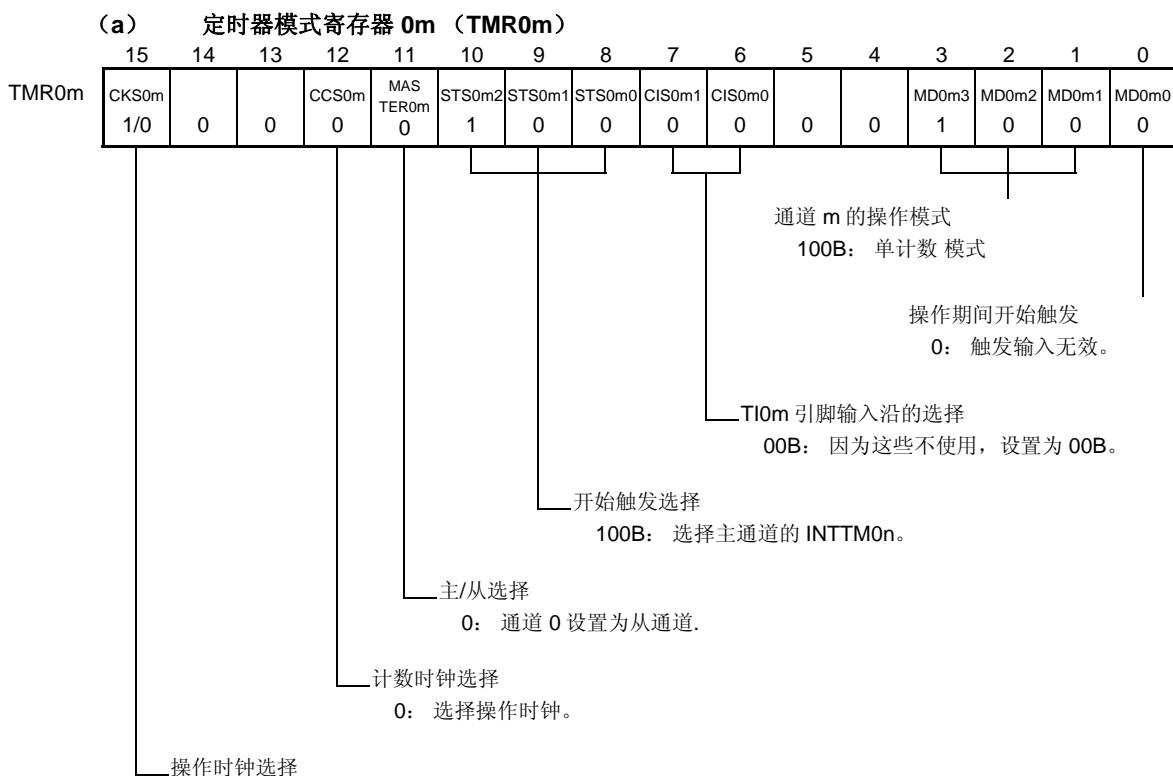 （a） 定时器模式寄存器 0m （TMR0m）
15 14 13 12 11 10 9 8 7 6 5 4 3 2 1 0
TMR0m CKS0m CCS0m MAS TER0m STS0m2 STS0m1 STS0m0 CIS0m1 CIS0m0 MD0m3 MD0m2 MD0m1 MD0m0
1/0 0 0 0 0 1 0 0 0 0 0 0 1 0 0 0
通道 m 的操作模式
100B： 单计数 模式
操作期间开始触发
0： 触发输入无效。
TI0m 引脚输入沿的选择
00B： 因为这些不使用，设置为 00B。
开始触发选择
100B： 选择主通道的 INTTM0n。
主/从选择
0： 通道 0 设置为从通道.
计数时钟选择
0： 选择操作时钟。
操作时钟选择